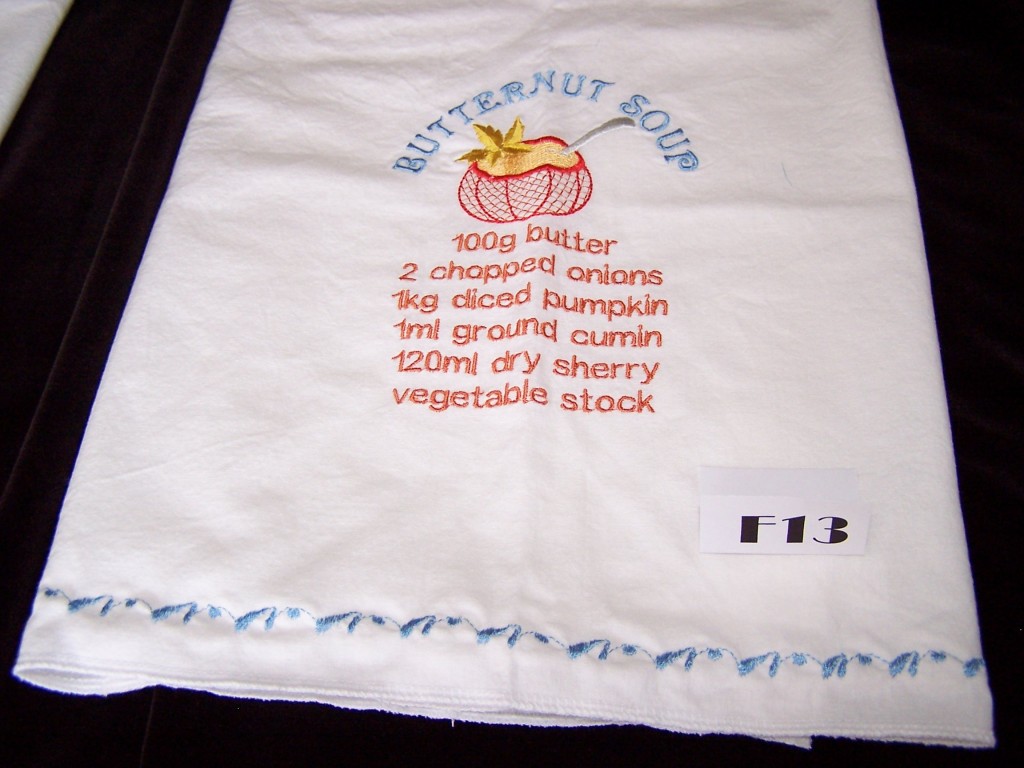 BUTTERNUT SOUP
100g butter
2 chopped onions
1kg diced pumpkin
1ml ground cumin
120ml dry sherry
vegetable stock
F13